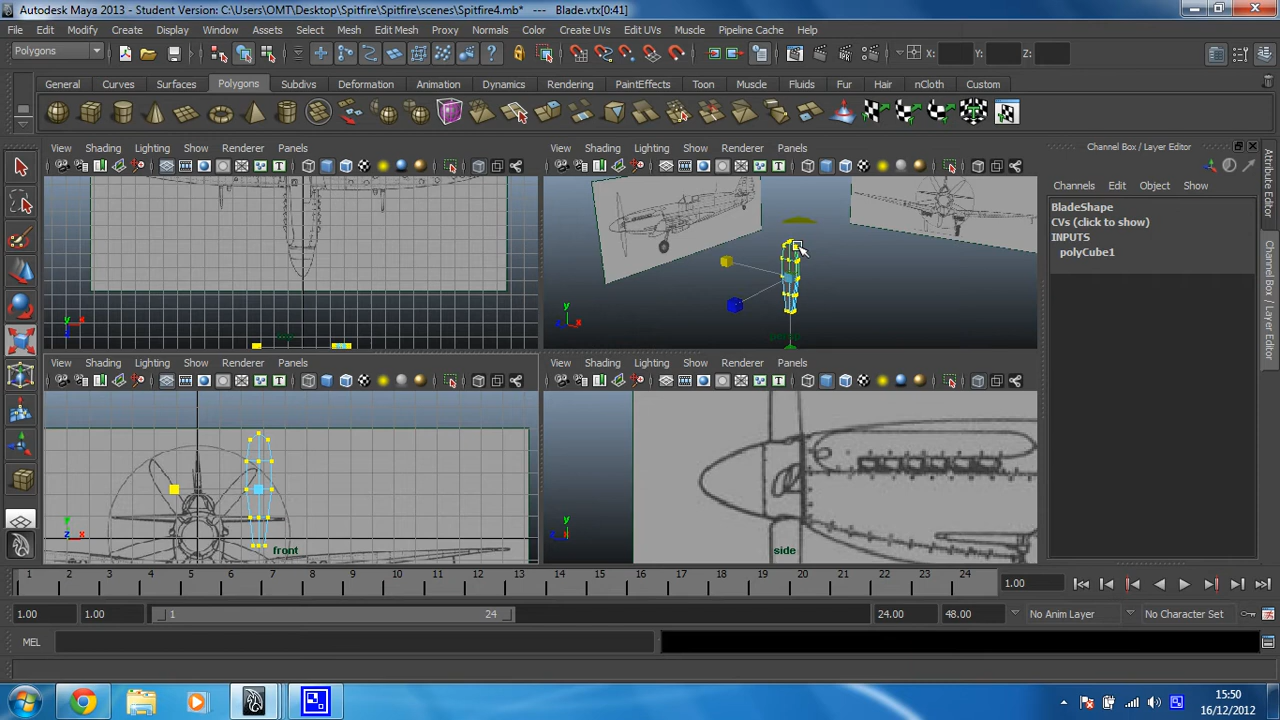 Autodesk Maya 2013 - Student Version: C:\Users\OMT\Desktop\Spitfire\Spitfire\scenes\Spitfire4.mb* --- Blade.vtx[0:41]
File Edit Modify Create Display Window Assets Select Mesh Edit Mesh Proxy Normals Color Create UVs Edit UVs Muscle Pipeline Cache Help
Polygons X: Y: Z:
General Curves Surfaces Polygons Subdivs Deformation Animation Dynamics Rendering PaintEffects Toon Muscle Fluids Fur Hair nCloth Custom
View Shading Lighting Show Renderer Panels
View Shading Lighting Show Renderer Panels
Channel Box / Layer Editor
Channels Edit Object Show
BladeShape
CVs (click to show)
INPUTS
polyCube1
Attribute Editor
Channel Box / Layer Editor
y x z
y x z
View Shading Lighting Show Renderer Panels
View Shading Lighting Show Renderer Panels
y z x
front
y z
side
1 2 3 4 5 6 7 8 9 10 11 12 13 14 15 16 17 18 19 20 21 22 23 24 1.00
1.00 1.00 1 24 24.00 48.00 No Anim Layer No Character Set
MEL
15:50
16/12/2012